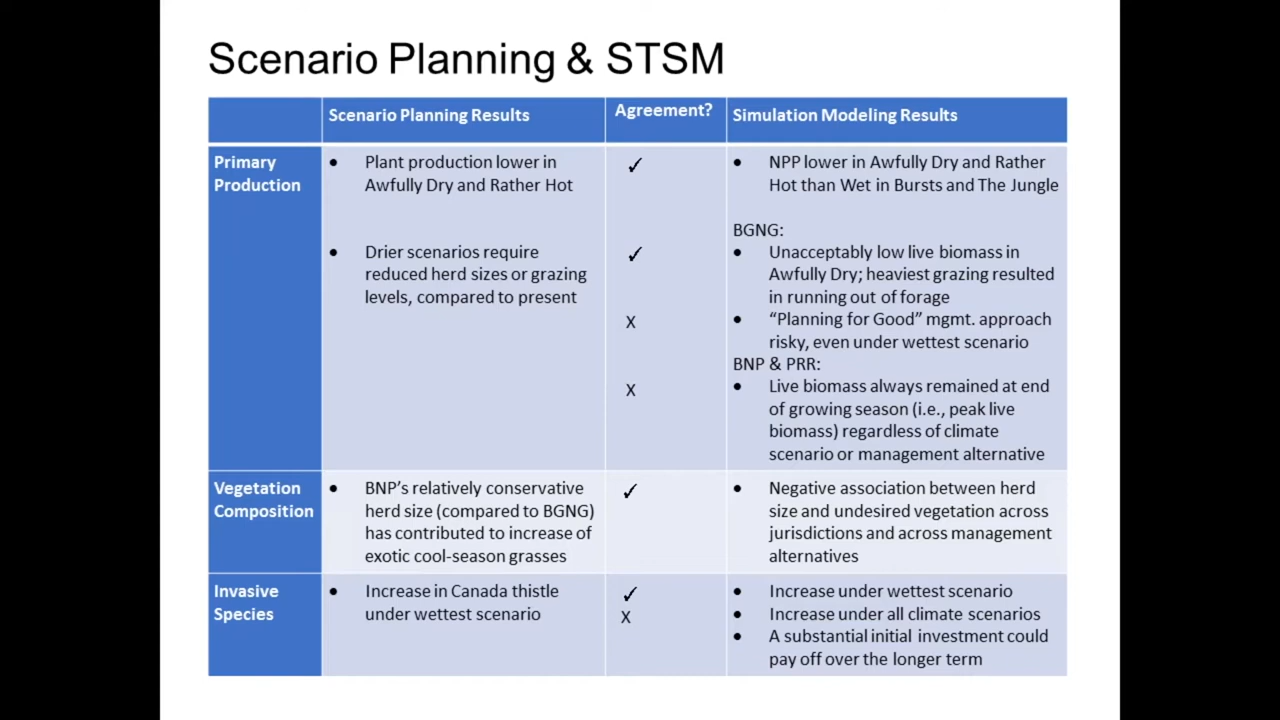 Scenario Planning & STSM
Scenario Planning Results
Agreement?
Simulation Modeling Results
Primary
Production
• Plant production lower in
Awfully Dry and Rather Hot
✓
• NPP lower in Awfully Dry and Rather
Hot than Wet in Bursts and The Jungle
• Drier scenarios require
reduced herd sizes or grazing
levels, compared to present
✓
X
X
BGNG:
• Unacceptably low live biomass in
Awfully Dry; heaviest grazing resulted
in running out of forage
• “Planning for Good” mgmt. approach
risky, even under wettest scenario
BNP & PRR:
• Live biomass always remained at end
of growing season (i.e., peak live
biomass) regardless of climate
scenario or management alternative
Vegetation
Composition
• BNP’s relatively conservative
herd size (compared to BGNG)
has contributed to increase of
exotic cool-season grasses
✓
• Negative association between herd
size and undesired vegetation across
jurisdictions and across management
alternatives
Invasive
Species
• Increase in Canada thistle
under wettest scenario
✓
X
• Increase under wettest scenario
• Increase under all climate scenarios
• A substantial initial investment could
pay off over the longer term